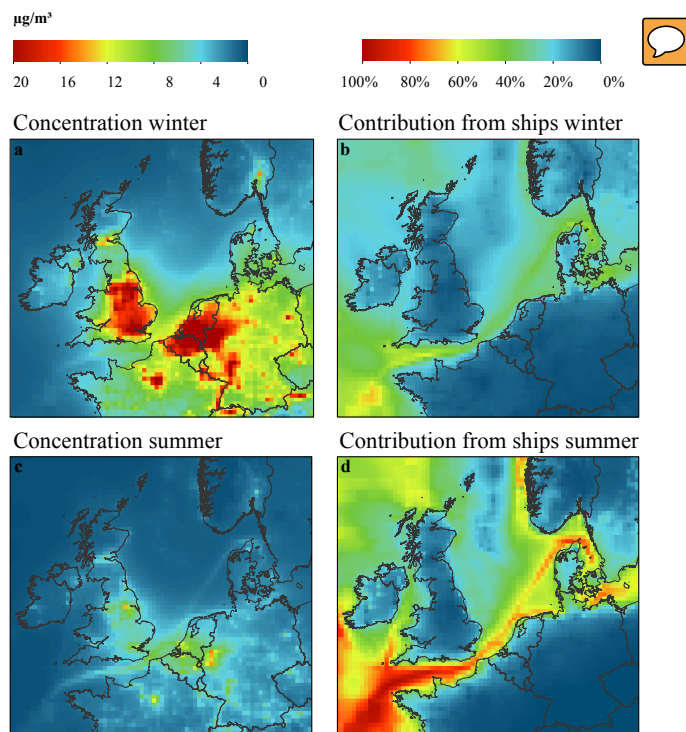 µg/m³
20 16 12 8 4 0
100% 80% 60% 40% 20% 0%
Concentration winter
Contribution from ships winter
a
b
Concentration summer
Contribution from ships summer
c
d